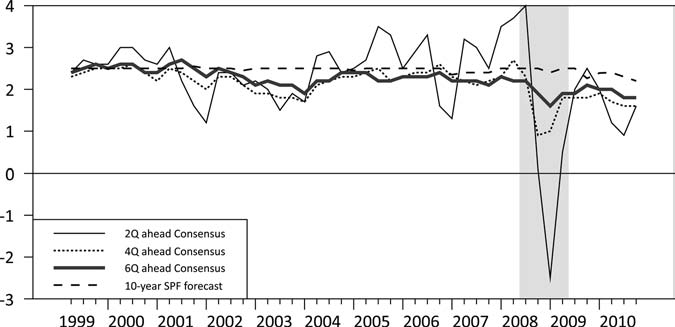 4
3
2
1
0
-1
-2
-3
2Q ahead Consensus
4Q ahead Consensus
6Q ahead Consensus
10-year SPF forecast
1999 2000 2001 2002 2003 2004 2005 2006 2007 2008 2009 2010